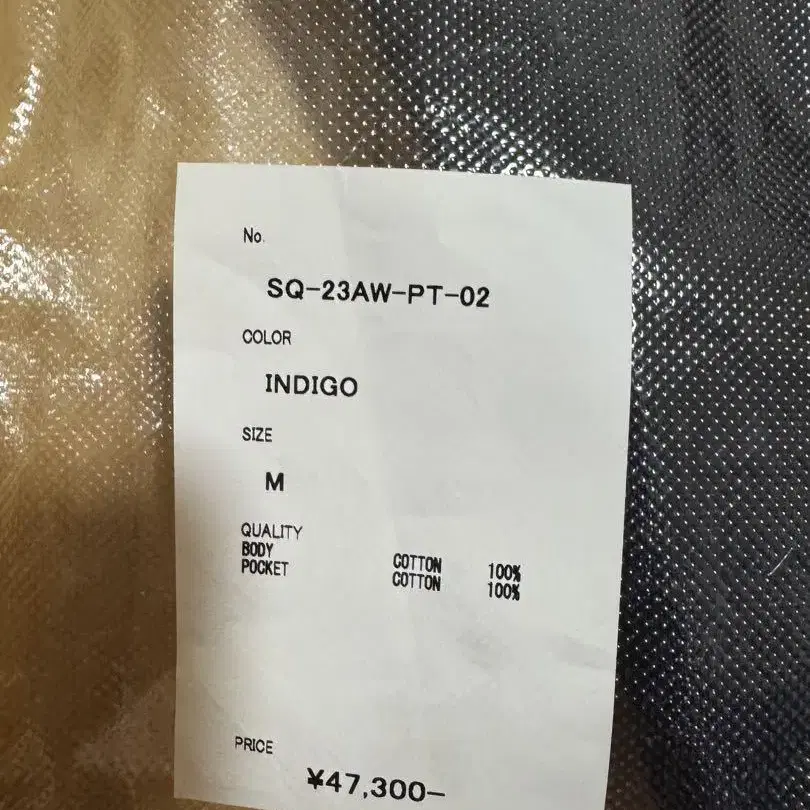 No.
SQ-23AW-PT-02
COLOR
INDIGO
SIZE
M
QUALITY
BODY COTTON 100%
POCKET COTTON 100%
PRICE
¥47,300-